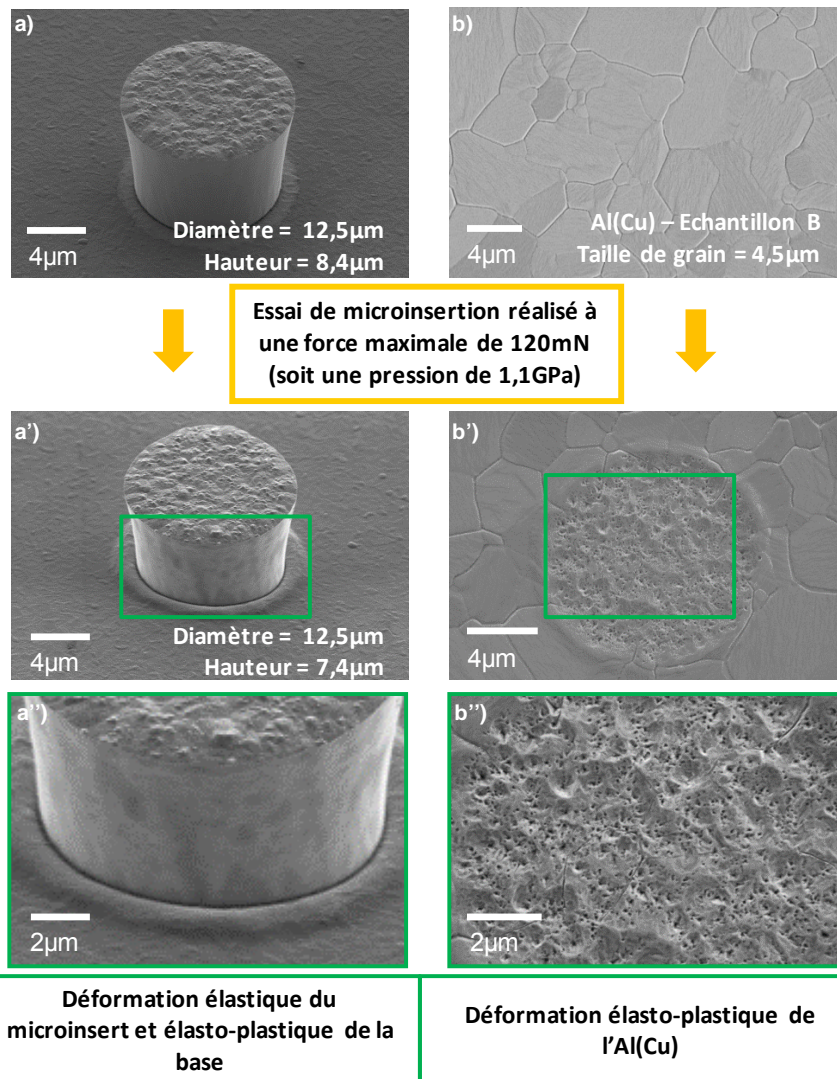 a)
4µm
Diamètre = 12,5µm
Hauteur = 8,4µm
b)
4µm
Al(Cu) – Echantillon B
Taille de grain = 4,5µm
Essai de microinsertion réalisé à
une force maximale de 120mN
(soit une pression de 1,1GPa)
a')
4µm
Diamètre = 12,5µm
Hauteur = 7,4µm
b')
4µm
a'')
2µm
b'')
2µm
Déformation élastique du
microinsert et élasto-plastique de la
base
Déformation élasto-plastique de
l'Al(Cu)